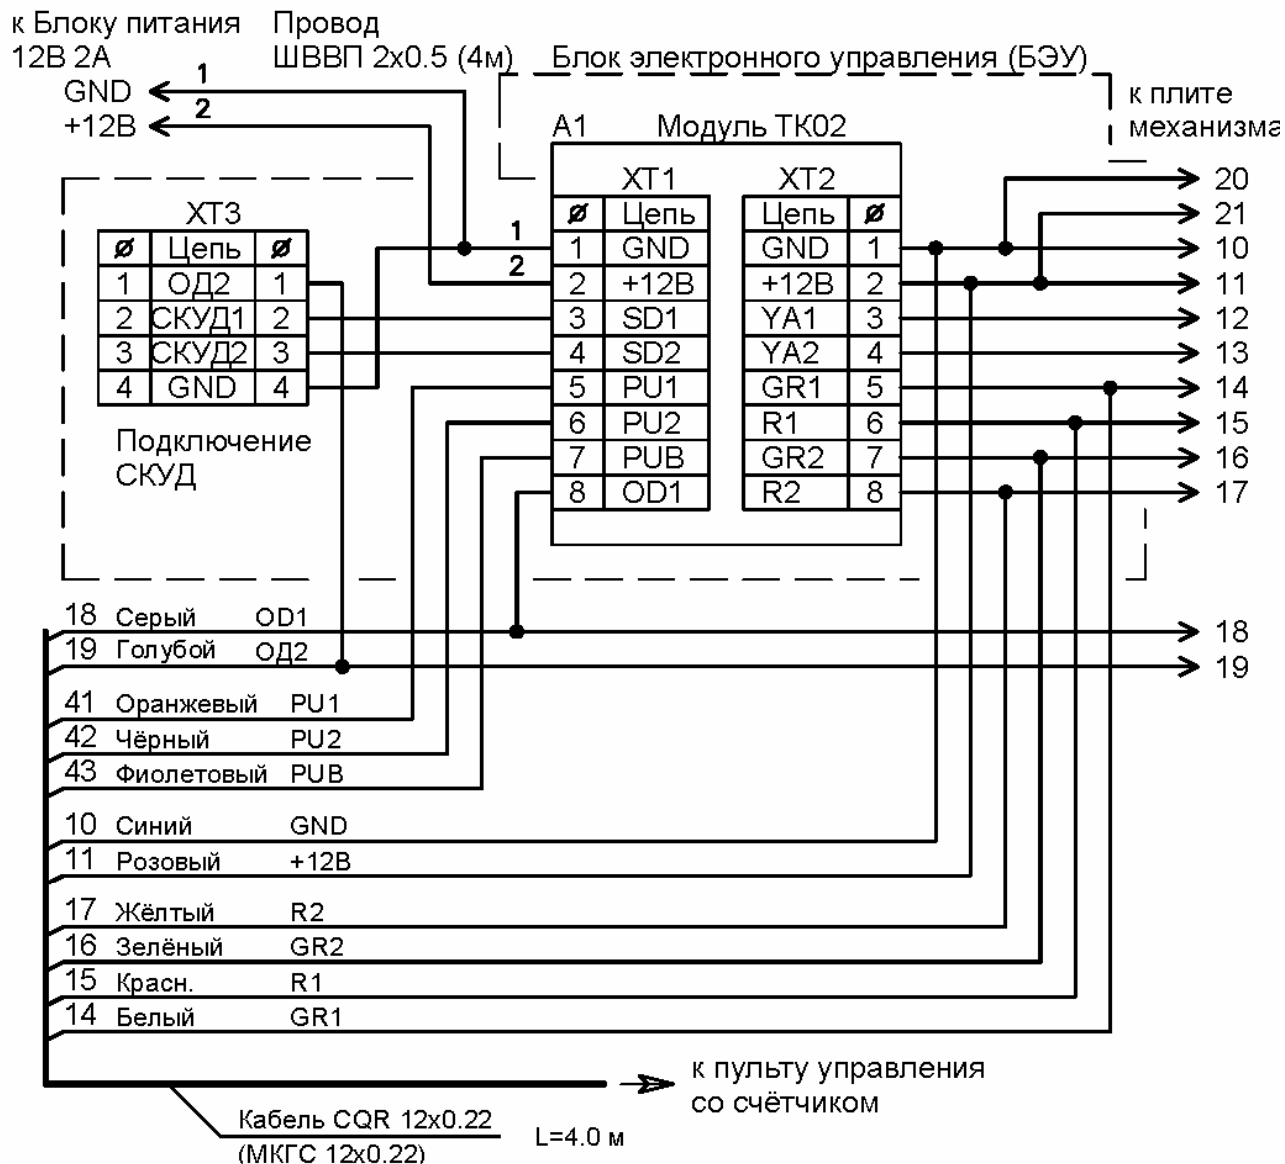 к Блоку питания
12В 2А
Провод
ШВВП 2х0.5 (4м)
GND
1
+12В
2
Блок электронного управления (БЭУ)
к плите
механизма
А1 Модуль ТК02
ХТ3
ø Цепь ø
1 ОД2 1
2 СКУД1 2
3 СКУД2 3
4 GND 4
Подключение
СКУД
1
2
ХТ1
ø Цепь
1 GND
2 +12В
3 SD1
4 SD2
5 PU1
6 PU2
7 PUB
8 OD1
ХТ2
Цепь ø
GND 1
+12В 2
YA1 3
YA2 4
GR1 5
R1 6
GR2 7
R2 8
20
21
10
11
12
13
14
15
16
17
18 Серый OD1
18
19 Голубой ОД2
19
41 Оранжевый PU1
42 Чёрный PU2
43 Фиолетовый PUB
10 Синий GND
11 Розовый +12В
17 Жёлтый R2
16 Зелёный GR2
15 Красн. R1
14 Белый GR1
к пульту управления
со счётчиком
Кабель CQR 12х0.22
(МКГС 12х0.22)
L=4.0 м